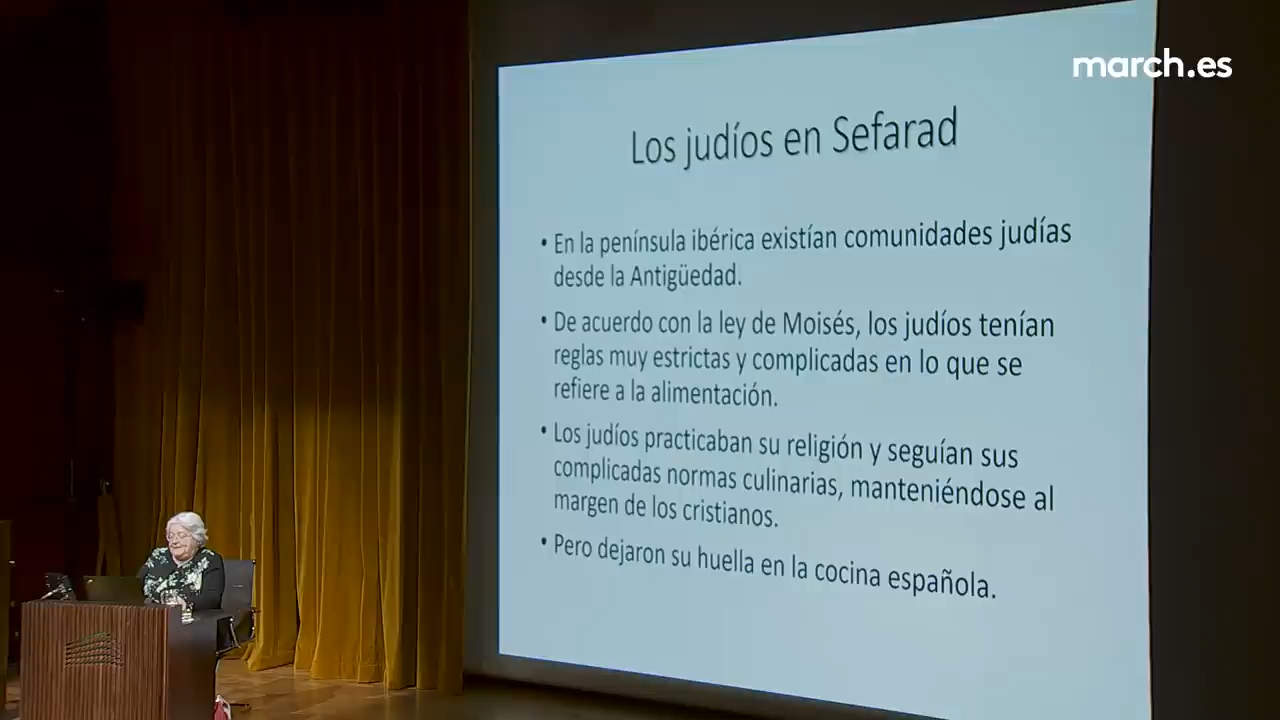 march.es
Los judíos en Sefarad
• En la península ibérica existían comunidades judías
desde la Antigüedad.
• De acuerdo con la ley de Moisés, los judíos tenían
reglas muy estrictas y complicadas en lo que se
refiere a la alimentación.
• Los judíos practicaban su religión y seguían sus
complicadas normas culinarias, manteniéndose al
margen de los cristianos.
• Pero dejaron su huella en la cocina española.